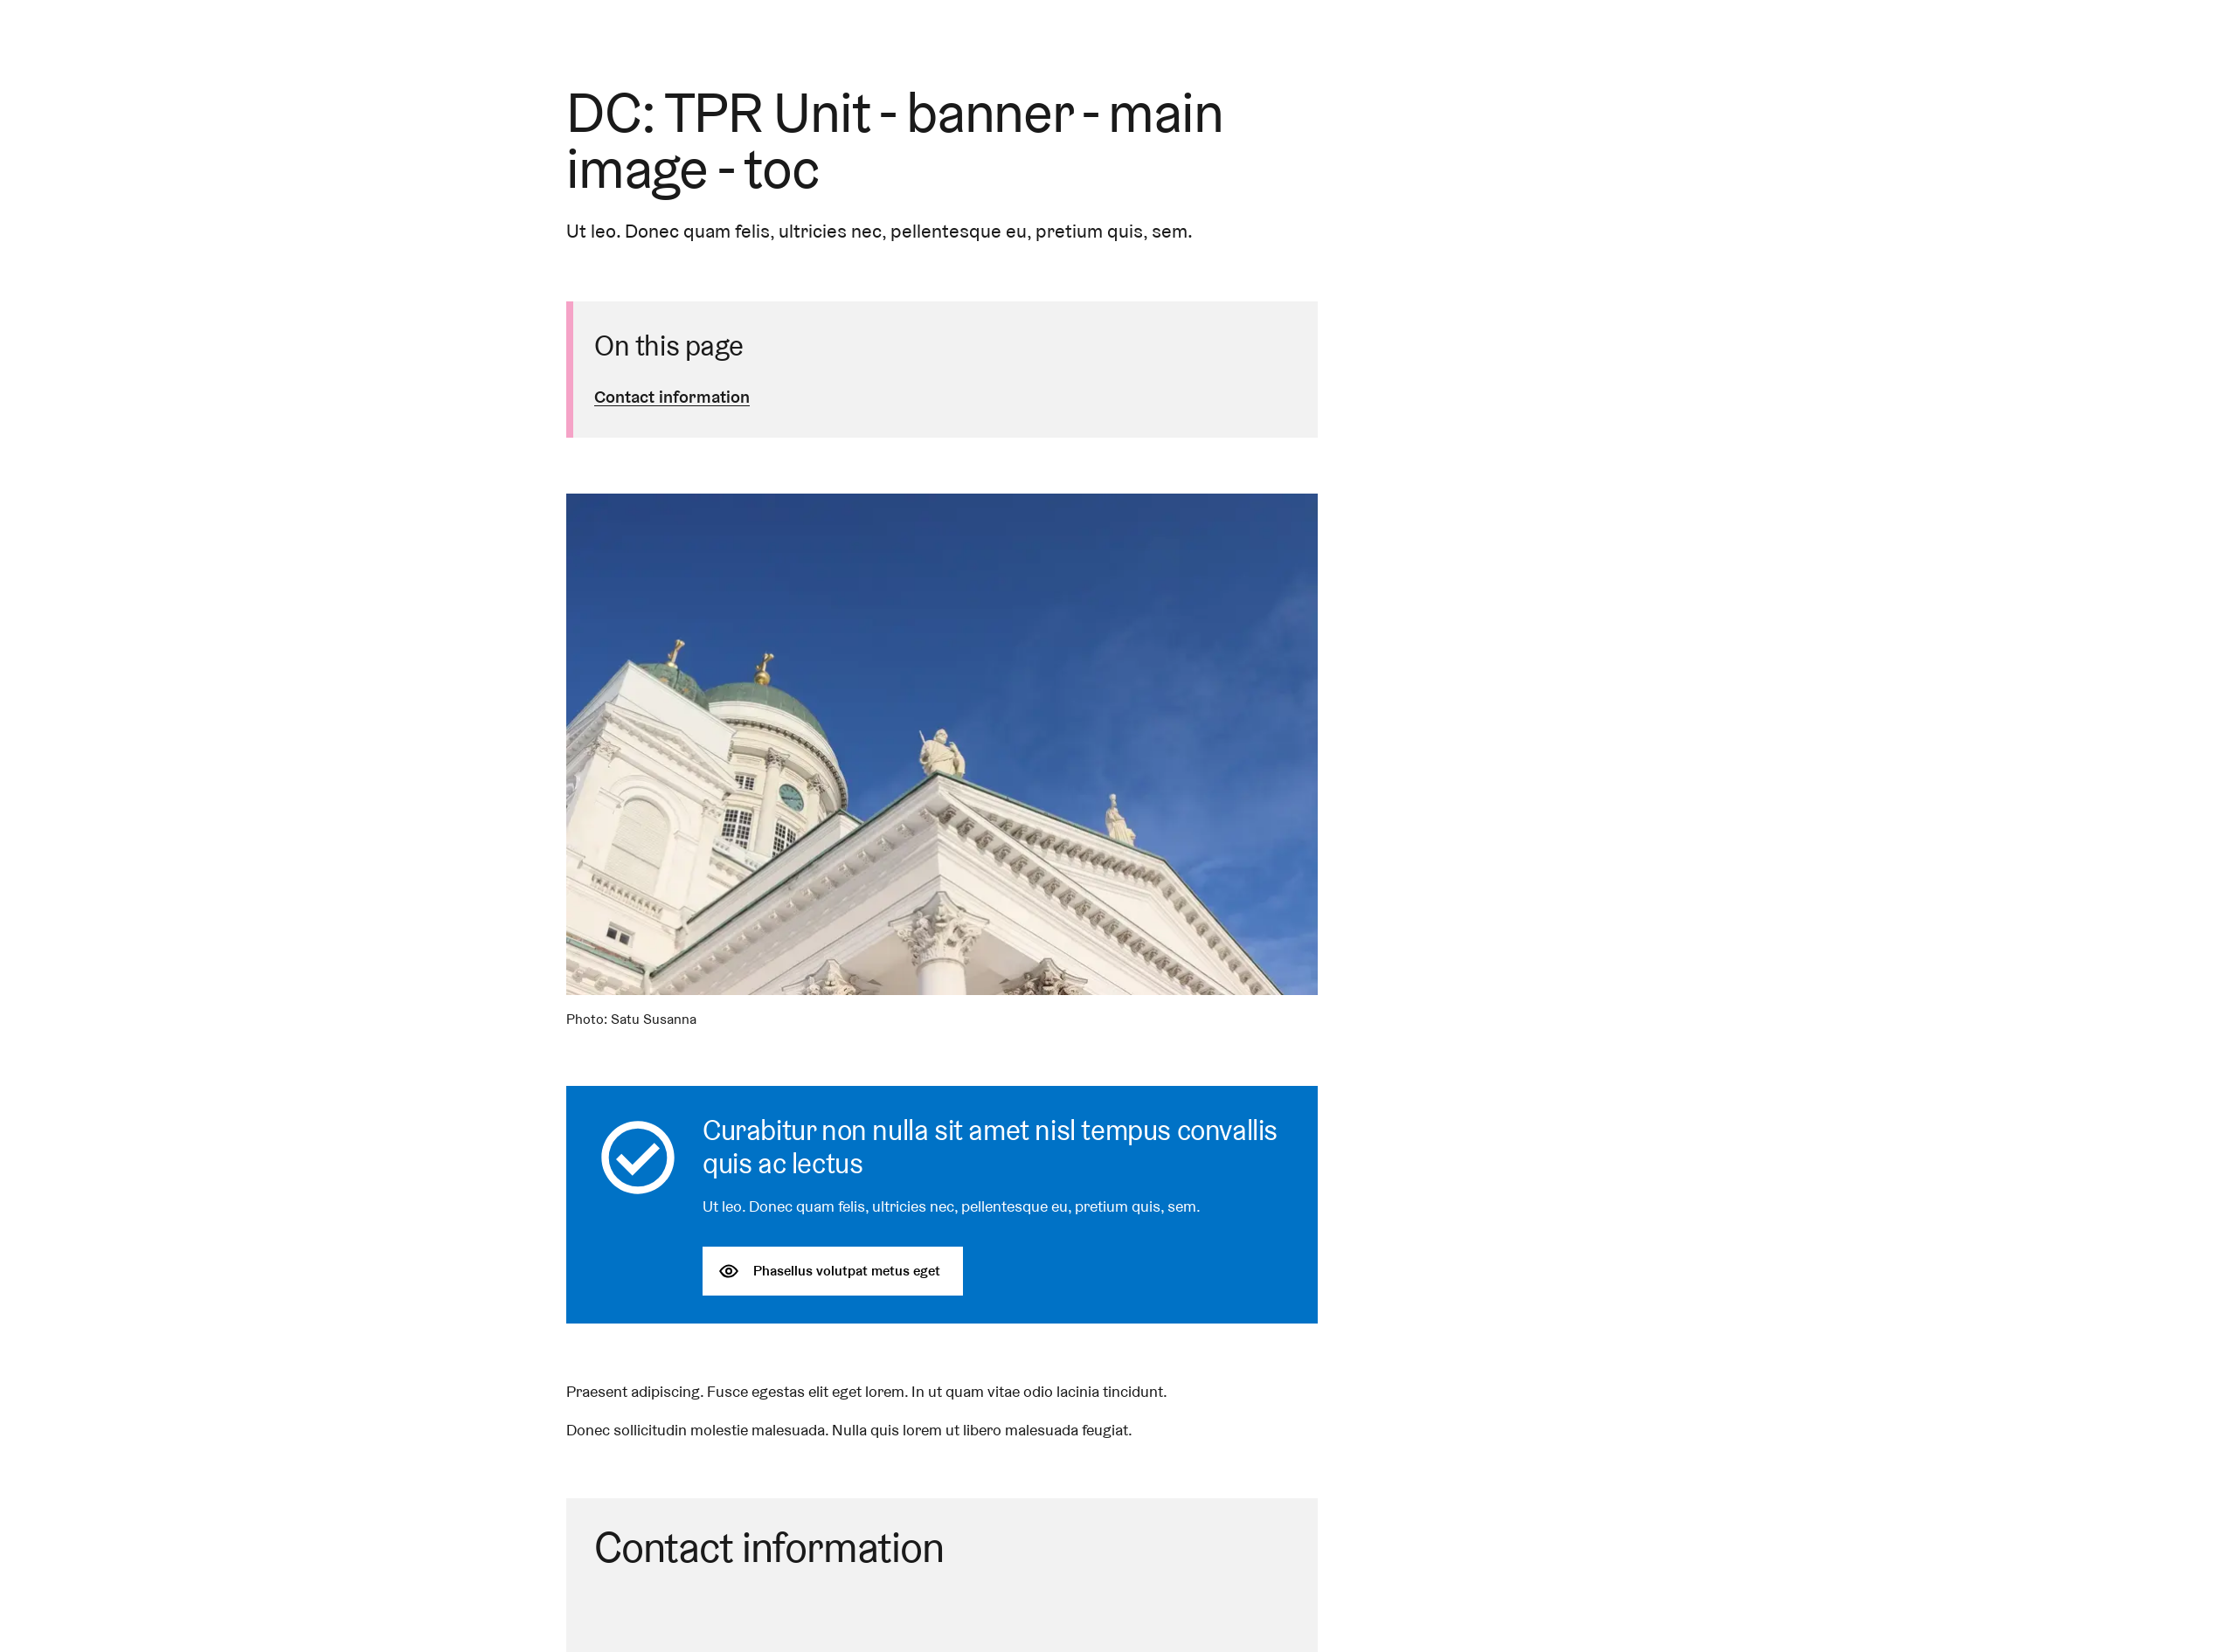 DC: TPR Unit - banner - main
image - toc
Ut leo. Donec quam felis, ultricies nec, pellentesque eu, pretium quis, sem.
On this page
Contact information
Photo: Satu Susanna
Curabitur non nulla sit amet nisl tempus convallis
quis ac lectus
Ut leo. Donec quam felis, ultricies nec, pellentesque eu, pretium quis, sem.
Phasellus volutpat metus eget
Praesent adipiscing. Fusce egestas elit eget lorem. In ut quam vitae odio lacinia tincidunt.
Donec sollicitudin molestie malesuada. Nulla quis lorem ut libero malesuada feugiat.
Contact information